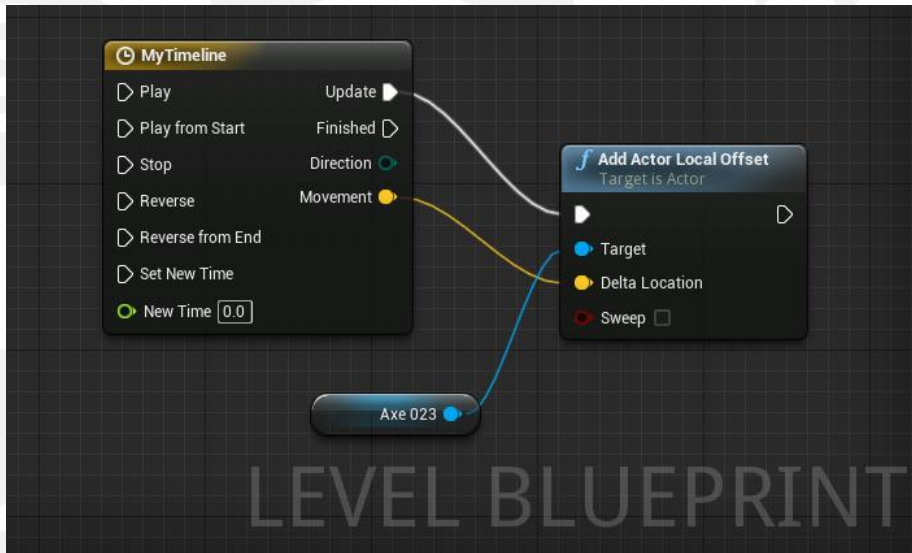 MyTimeline
Play
Update
Play from Start
Finished
Stop
Direction
Reverse
Movement
Reverse from End
Set New Time
New Time 0.0
f Add Actor Local Offset
Target is Actor
Target
Delta Location
Sweep
Axe 023
LEVEL BLUEPRINT